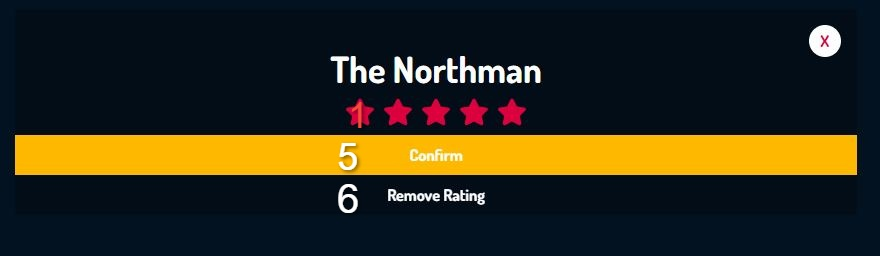 X
The Northman
1
5 Confirm
6 Remove Rating